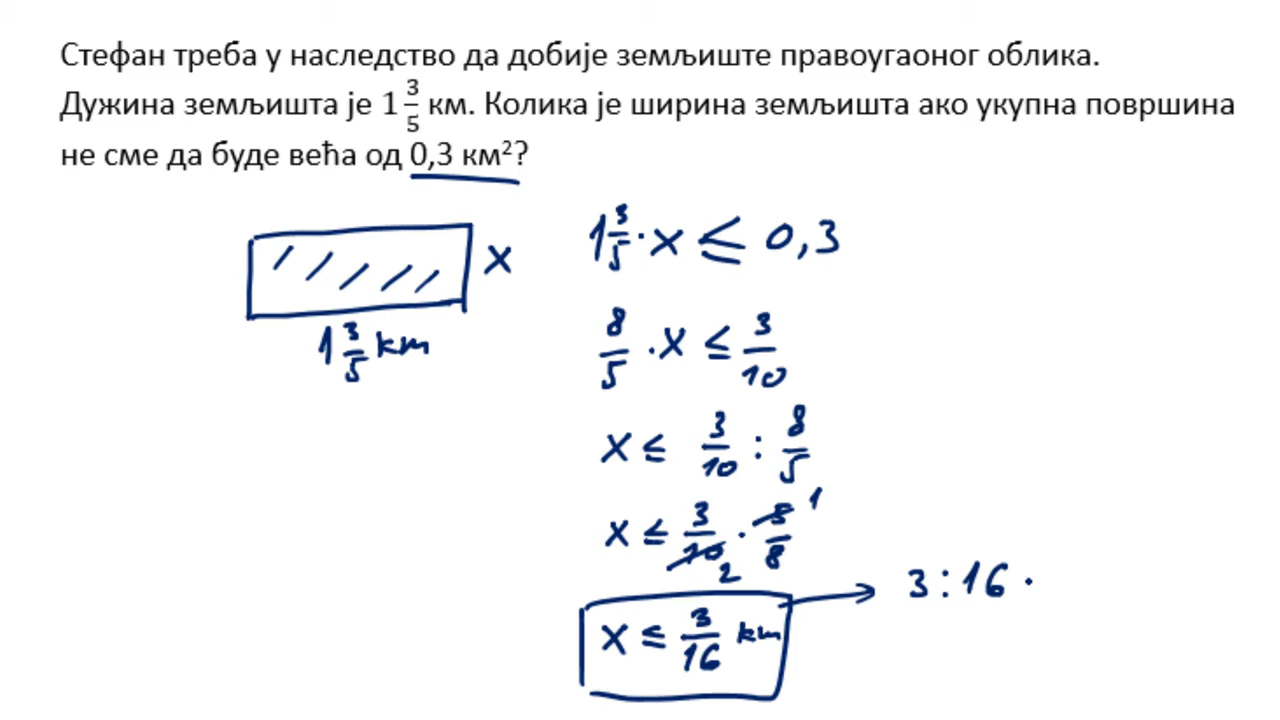 Стефан треба у наследство да добије земљиште правоугаоног облика.
Дужина земљишта је 1 3/5 км. Колика је ширина земљишта ако укупна површина
не сме да буде већа од 0,3 км²?
x
1 3/5 km
1 3/5 · x ≤ 0,3
8/5 · x ≤ 3/10
x ≤ 3/10 : 8/5
x ≤ 3/10 · 5/8 1
2
x ≤ 3/16 km
3 : 16 ·